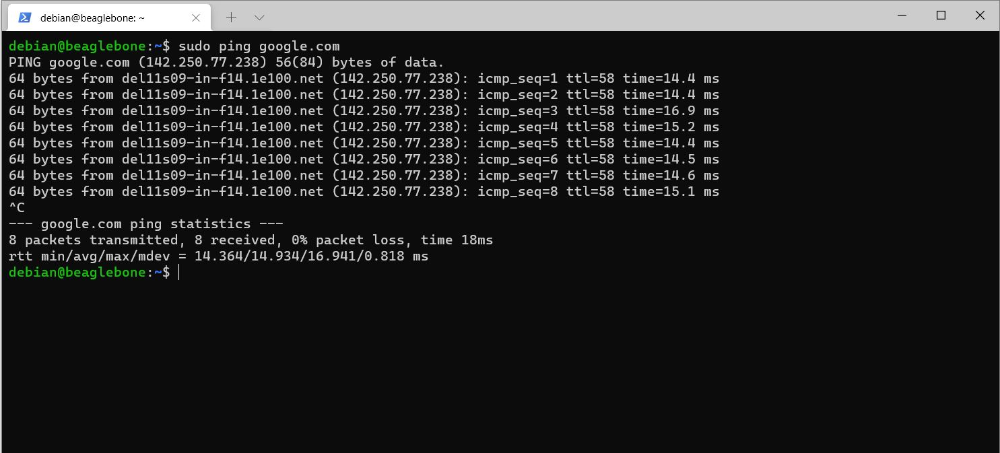 debian@beaglebone: ~
debian@beaglebone:~$ sudo ping google.com
PING google.com (142.250.77.238) 56(84) bytes of data.
64 bytes from del11s09-in-f14.1e100.net (142.250.77.238): icmp_seq=1 ttl=58 time=14.4 ms
64 bytes from del11s09-in-f14.1e100.net (142.250.77.238): icmp_seq=2 ttl=58 time=14.4 ms
64 bytes from del11s09-in-f14.1e100.net (142.250.77.238): icmp_seq=3 ttl=58 time=16.9 ms
64 bytes from del11s09-in-f14.1e100.net (142.250.77.238): icmp_seq=4 ttl=58 time=15.2 ms
64 bytes from del11s09-in-f14.1e100.net (142.250.77.238): icmp_seq=5 ttl=58 time=14.4 ms
64 bytes from del11s09-in-f14.1e100.net (142.250.77.238): icmp_seq=6 ttl=58 time=14.5 ms
64 bytes from del11s09-in-f14.1e100.net (142.250.77.238): icmp_seq=7 ttl=58 time=14.6 ms
64 bytes from del11s09-in-f14.1e100.net (142.250.77.238): icmp_seq=8 ttl=58 time=15.1 ms
^C
--- google.com ping statistics ---
8 packets transmitted, 8 received, 0% packet loss, time 18ms
rtt min/avg/max/mdev = 14.364/14.934/16.941/0.818 ms
debian@beaglebone:~$